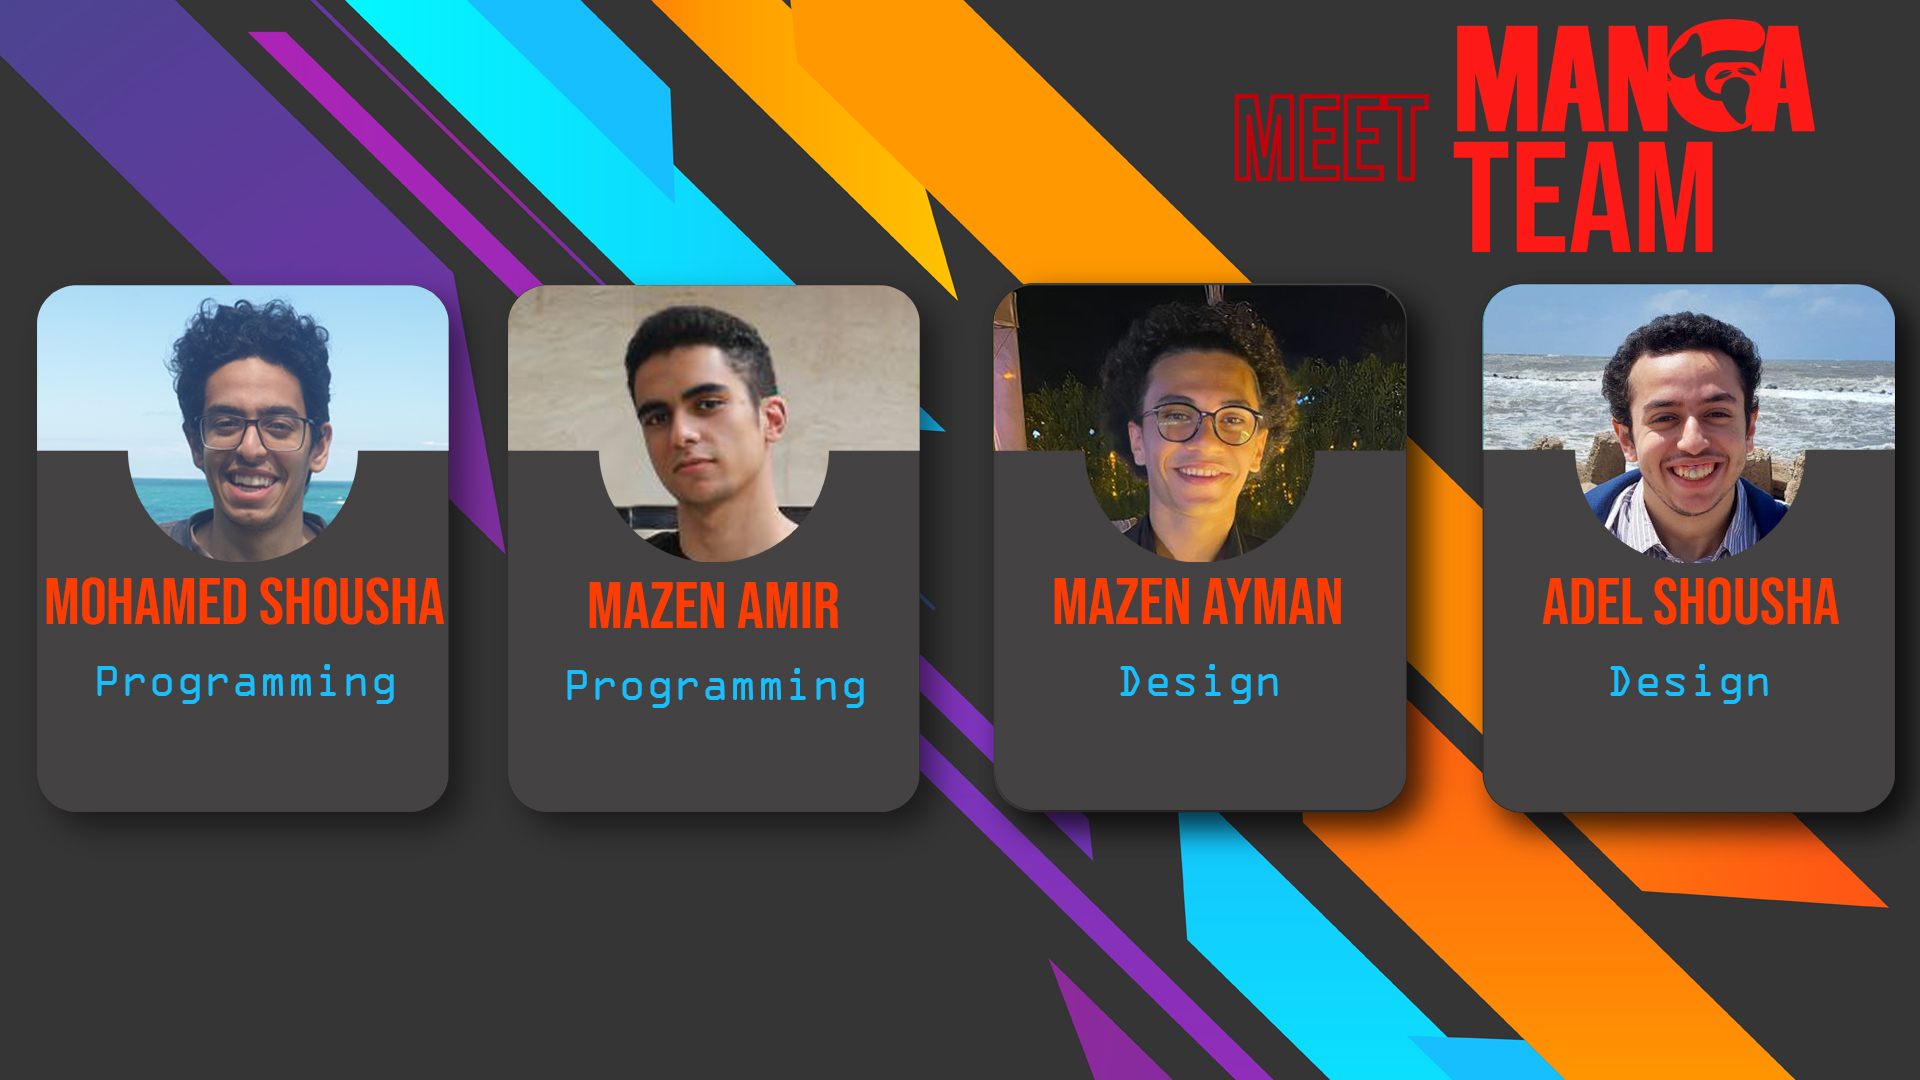 MEET
MANGA
TEAM
MOHAMED SHOUSHA
Programming
MAZEN AMIR
Programming
MAZEN AYMAN
Design
ADEL SHOUSHA
Design